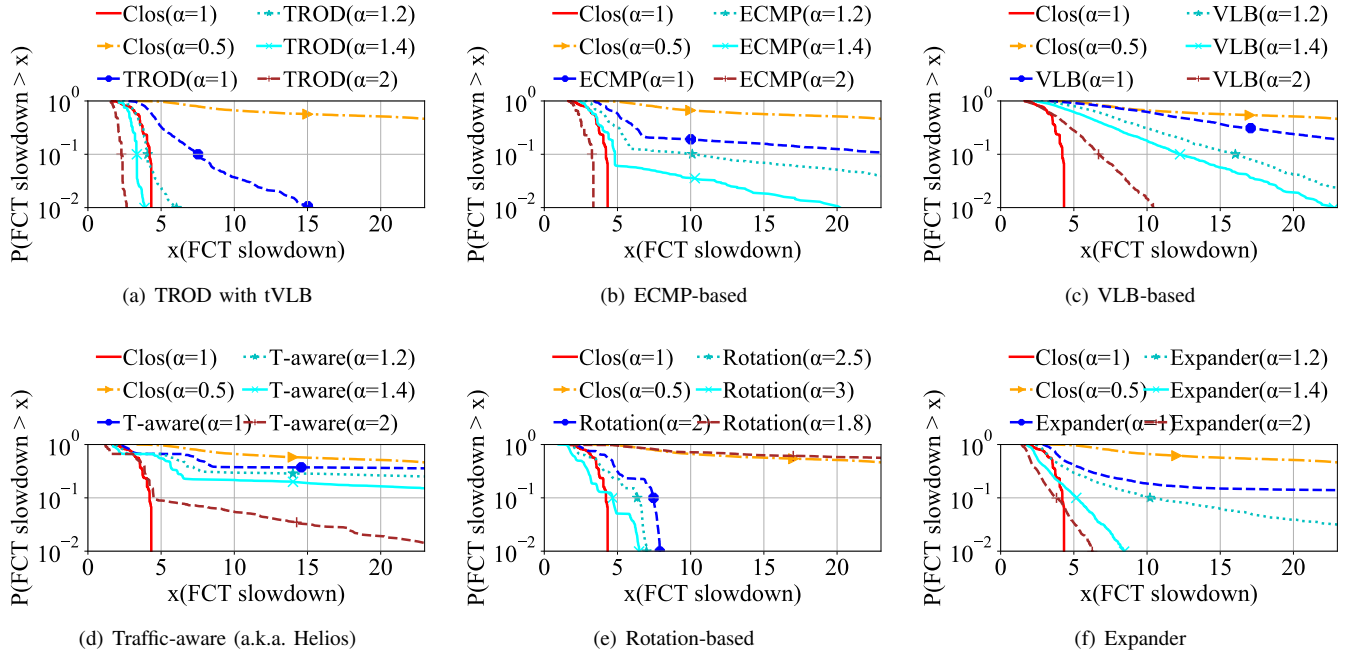 Clos(α=1) TROD(α=1.2)
Clos(α=0.5) TROD(α=1.4)
TROD(α=1) TROD(α=2)
P(FCT slowdown > x)
10^0
10^-1
10^-2
0 5 10 15 20
x(FCT slowdown)
(a) TROD with tVLB
Clos(α=1) ECMP(α=1.2)
Clos(α=0.5) ECMP(α=1.4)
ECMP(α=1) ECMP(α=2)
P(FCT slowdown > x)
10^0
10^-1
10^-2
0 5 10 15 20
x(FCT slowdown)
(b) ECMP-based
Clos(α=1) VLB(α=1.2)
Clos(α=0.5) VLB(α=1.4)
VLB(α=1) VLB(α=2)
P(FCT slowdown > x)
10^0
10^-1
10^-2
0 5 10 15 20
x(FCT slowdown)
(c) VLB-based
Clos(α=1) T-aware(α=1.2)
Clos(α=0.5) T-aware(α=1.4)
T-aware(α=1) T-aware(α=2)
P(FCT slowdown > x)
10^0
10^-1
10^-2
0 5 10 15 20
x(FCT slowdown)
(d) Traffic-aware (a.k.a. Helios)
Clos(α=1) Rotation(α=2.5)
Clos(α=0.5) Rotation(α=3)
Rotation(α=2) Rotation(α=1.8)
P(FCT slowdown > x)
10^0
10^-1
10^-2
0 5 10 15 20
x(FCT slowdown)
(e) Rotation-based
Clos(α=1) Expander(α=1.2)
Clos(α=0.5) Expander(α=1.4)
Expander(α=1) Expander(α=2)
P(FCT slowdown > x)
10^0
10^-1
10^-2
0 5 10 15 20
x(FCT slowdown)
(f) Expander